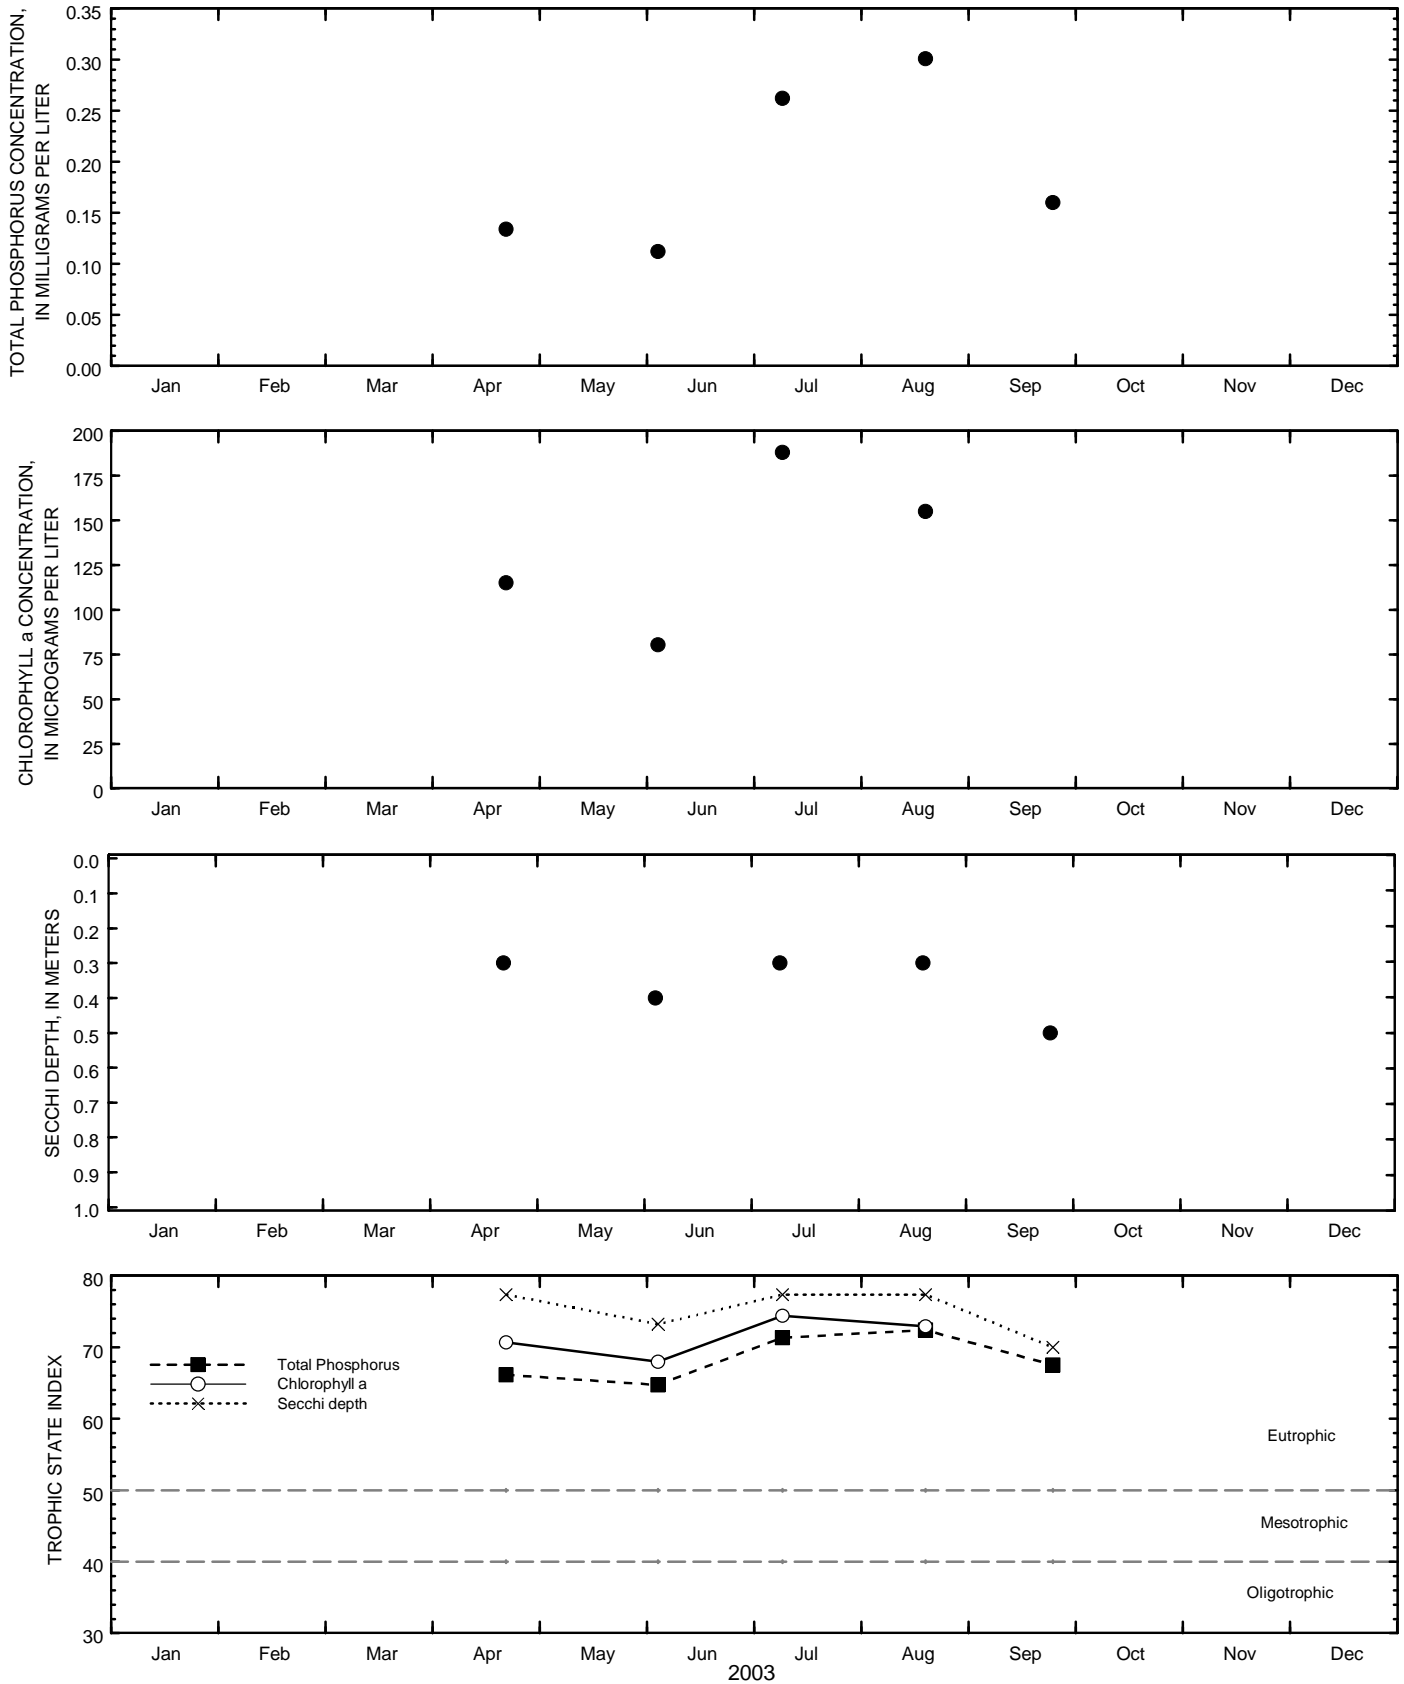 TOTAL PHOSPHORUS CONCENTRATION,
IN MILLIGRAMS PER LITER
0.35
0.30
0.25
0.20
0.15
0.10
0.05
0.00
Jan Feb Mar Apr May Jun Jul Aug Sep Oct Nov Dec
CHLOROPHYLL a CONCENTRATION,
IN MICROGRAMS PER LITER
200
175
150
125
100
75
50
25
0
Jan Feb Mar Apr May Jun Jul Aug Sep Oct Nov Dec
SECCHI DEPTH, IN METERS
0.0
0.1
0.2
0.3
0.4
0.5
0.6
0.7
0.8
0.9
1.0
Jan Feb Mar Apr May Jun Jul Aug Sep Oct Nov Dec
TROPHIC STATE INDEX
80
70
60
50
40
30
Total Phosphorus
Chlorophyll a
Secchi depth
Eutrophic
Mesotrophic
Oligotrophic
Jan Feb Mar Apr May Jun Jul Aug Sep Oct Nov Dec
2003